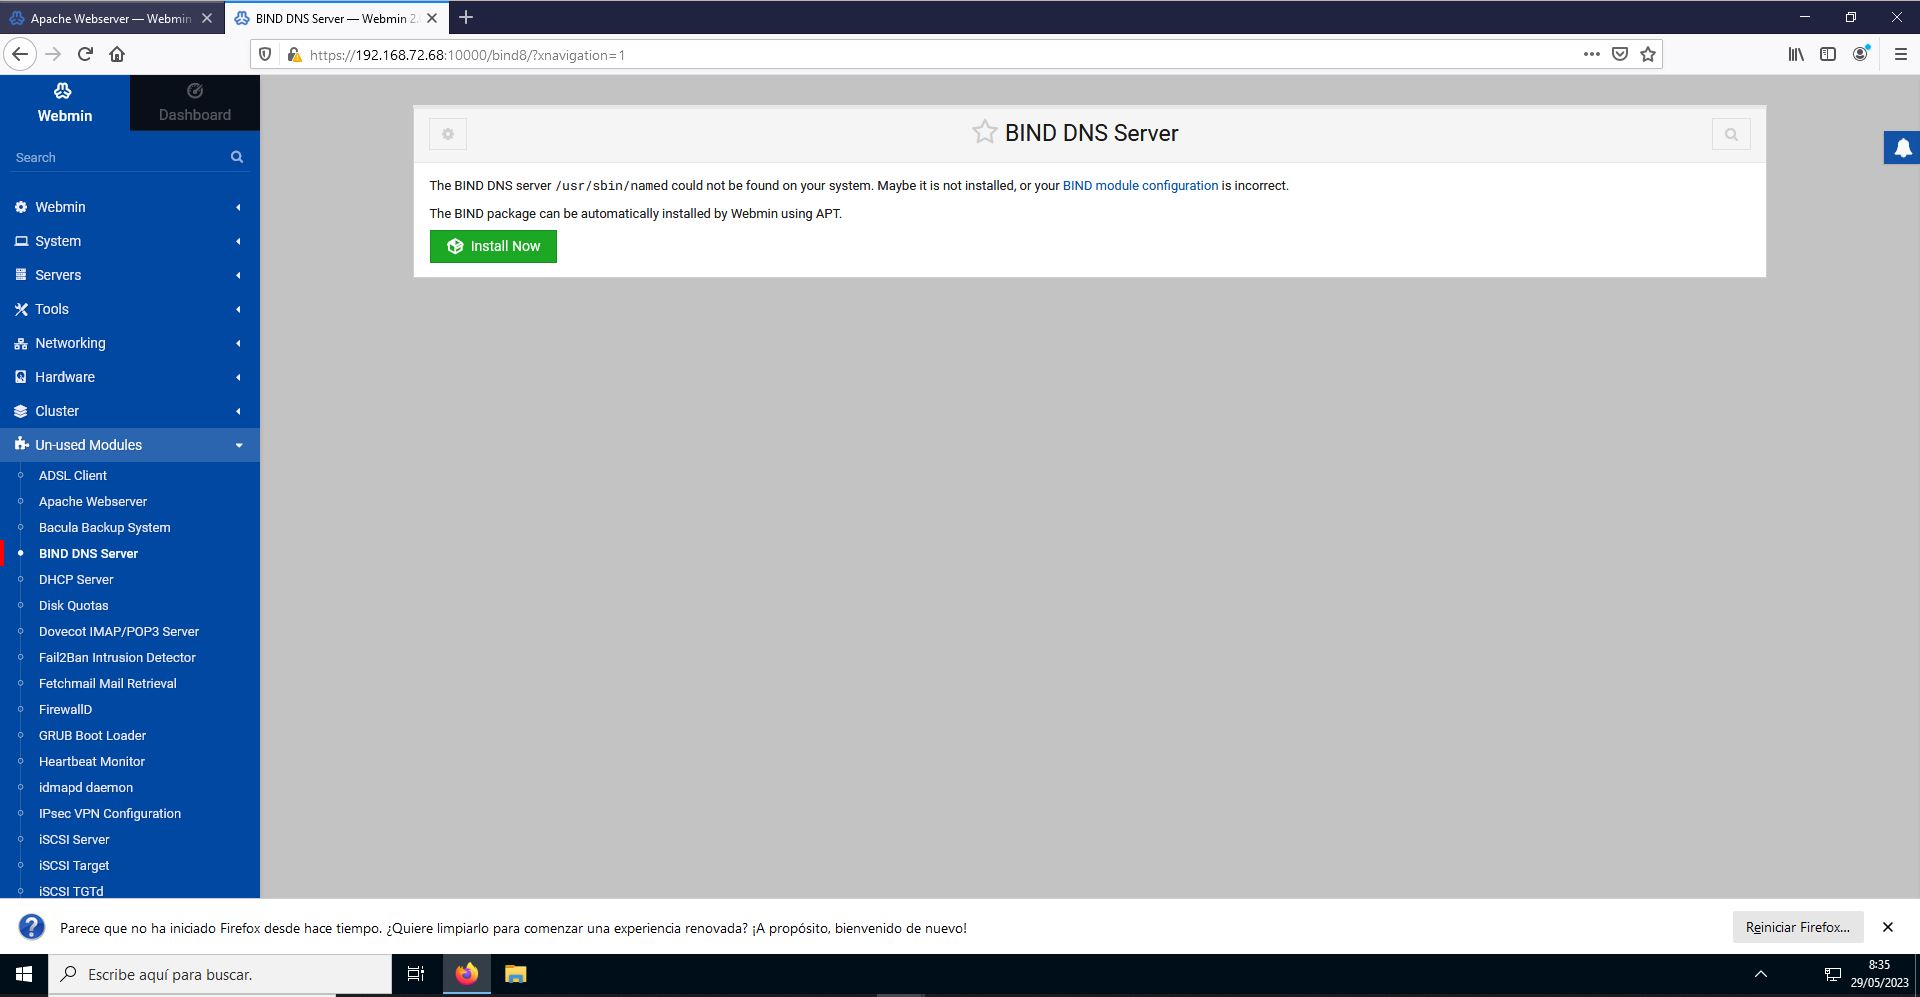 Apache Webserver — Webmin
BIND DNS Server — Webmin 2.
https://192.168.72.68:10000/bind8/?xnavigation=1
Webmin
Dashboard
Search
Webmin
System
Servers
Tools
Networking
Hardware
Cluster
Un-used Modules
ADSL Client
Apache Webserver
Bacula Backup System
BIND DNS Server
DHCP Server
Disk Quotas
Dovecot IMAP/POP3 Server
Fail2Ban Intrusion Detector
Fetchmail Mail Retrieval
FirewallD
GRUB Boot Loader
Heartbeat Monitor
idmapd daemon
IPsec VPN Configuration
iSCSI Server
iSCSI Target
iSCSI TGTd
BIND DNS Server
The BIND DNS server /usr/sbin/named could not be found on your system. Maybe it is not installed, or your BIND module configuration is incorrect.
The BIND package can be automatically installed by Webmin using APT.
Install Now
Parece que no ha iniciado Firefox desde hace tiempo. ¿Quiere limpiarlo para comenzar una experiencia renovada? ¡A propósito, bienvenido de nuevo!
Reiniciar Firefox...
Escribe aquí para buscar.
8:35
29/05/2023